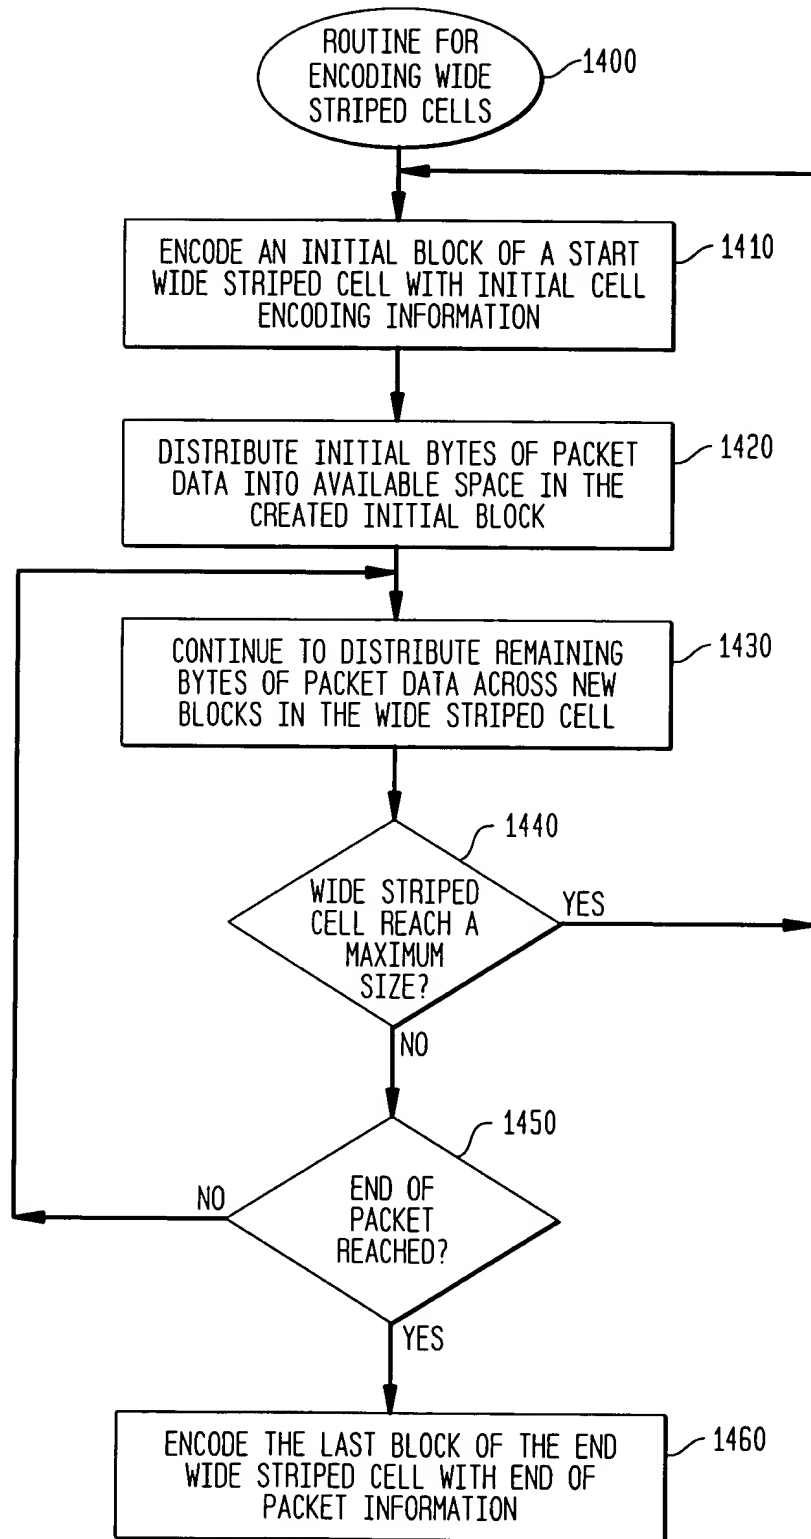 ROUTINE FOR
ENCODING WIDE
STRIPED CELLS
1400
ENCODE AN INITIAL BLOCK OF A START
WIDE STRIPED CELL WITH INITIAL CELL
ENCODING INFORMATION
1410
DISTRIBUTE INITIAL BYTES OF PACKET
DATA INTO AVAILABLE SPACE IN THE
CREATED INITIAL BLOCK
1420
CONTINUE TO DISTRIBUTE REMAINING
BYTES OF PACKET DATA ACROSS NEW
BLOCKS IN THE WIDE STRIPED CELL
1430
WIDE STRIPED
CELL REACH A
MAXIMUM
SIZE?
1440
YES
NO
END OF
PACKET
REACHED?
1450
NO
YES
ENCODE THE LAST BLOCK OF THE END
WIDE STRIPED CELL WITH END OF
PACKET INFORMATION
1460